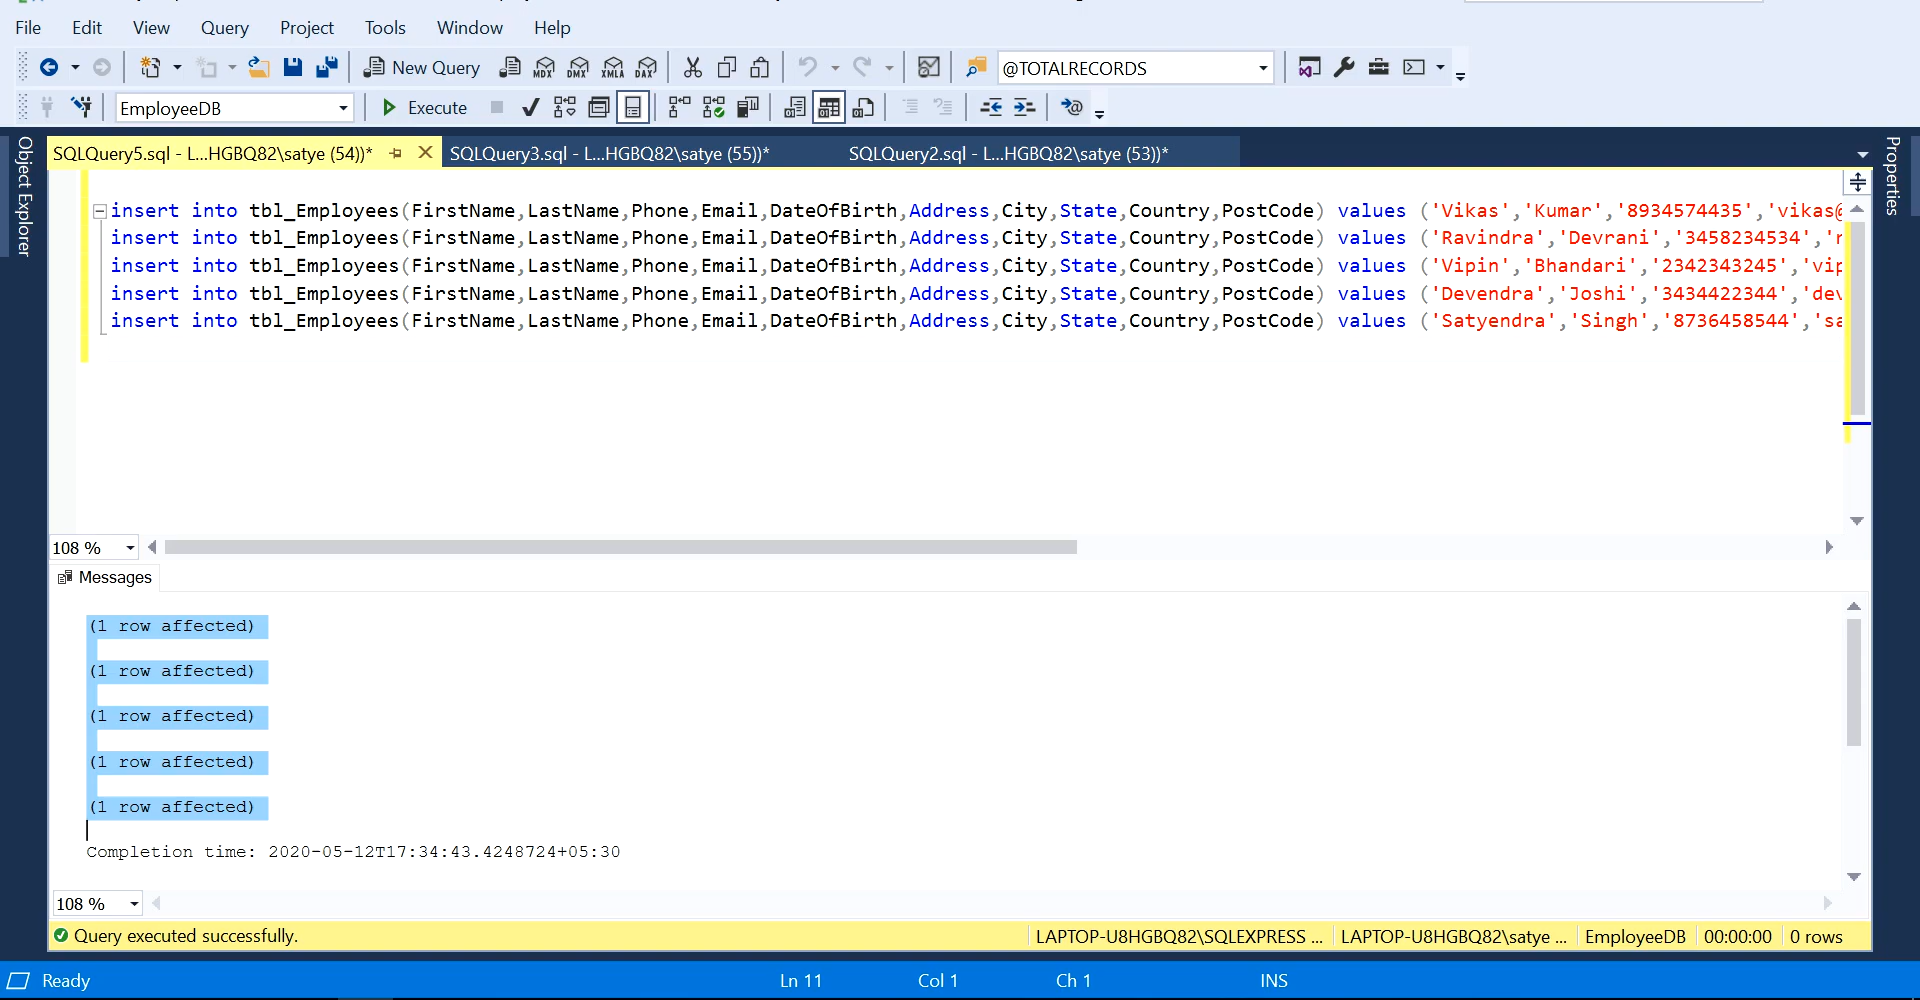 File Edit View Query Project Tools Window Help
New Query MDX DMX XMLA DAX @TOTALRECORDS
EmployeeDB Execute
Object Explorer
SQLQuery5.sql - L...HGBQ82\satye (54))* SQLQuery3.sql - L...HGBQ82\satye (55))* SQLQuery2.sql - L...HGBQ82\satye (53))*
Properties
insert into tbl_Employees(FirstName,LastName,Phone,Email,DateOfBirth,Address,City,State,Country,PostCode) values ('Vikas','Kumar','8934574435','vikas@
insert into tbl_Employees(FirstName,LastName,Phone,Email,DateOfBirth,Address,City,State,Country,PostCode) values ('Ravindra','Devrani','3458234534','r
insert into tbl_Employees(FirstName,LastName,Phone,Email,DateOfBirth,Address,City,State,Country,PostCode) values ('Vipin','Bhandari','2342343245','vip
insert into tbl_Employees(FirstName,LastName,Phone,Email,DateOfBirth,Address,City,State,Country,PostCode) values ('Devendra','Joshi','3434422344','dev
insert into tbl_Employees(FirstName,LastName,Phone,Email,DateOfBirth,Address,City,State,Country,PostCode) values ('Satyendra','Singh','8736458544','sa
108 %
Messages
(1 row affected)
(1 row affected)
(1 row affected)
(1 row affected)
(1 row affected)
Completion time: 2020-05-12T17:34:43.4248724+05:30
108 %
Query executed successfully. LAPTOP-U8HGBQ82\SQLEXPRESS ... LAPTOP-U8HGBQ82\satye ... EmployeeDB 00:00:00 0 rows
Ready Ln 11 Col 1 Ch 1 INS